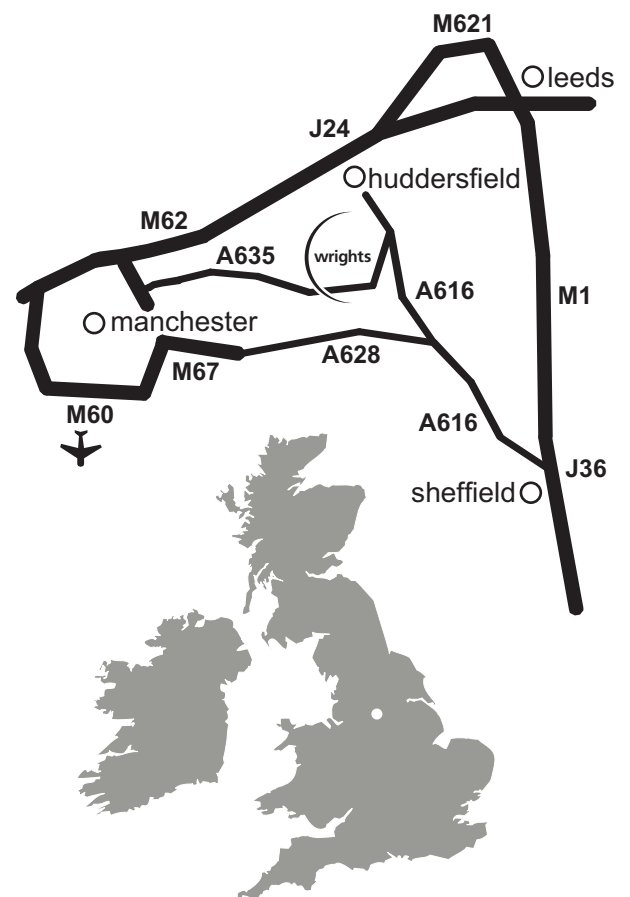 M621
leeds
J24
huddersfield
M62
A635
wrights
A616
M1
manchester
A628
M67
M60
A616
J36
sheffield